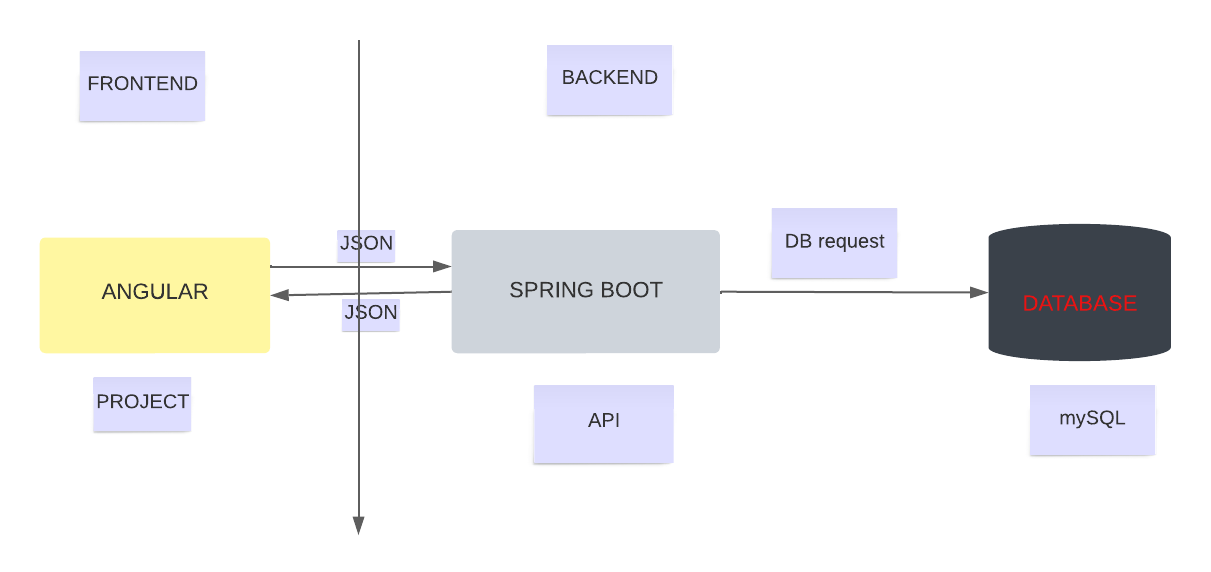 FRONTEND
BACKEND
JSON
DB request
ANGULAR
SPRING BOOT
DATABASE
JSON
PROJECT
API
mySQL